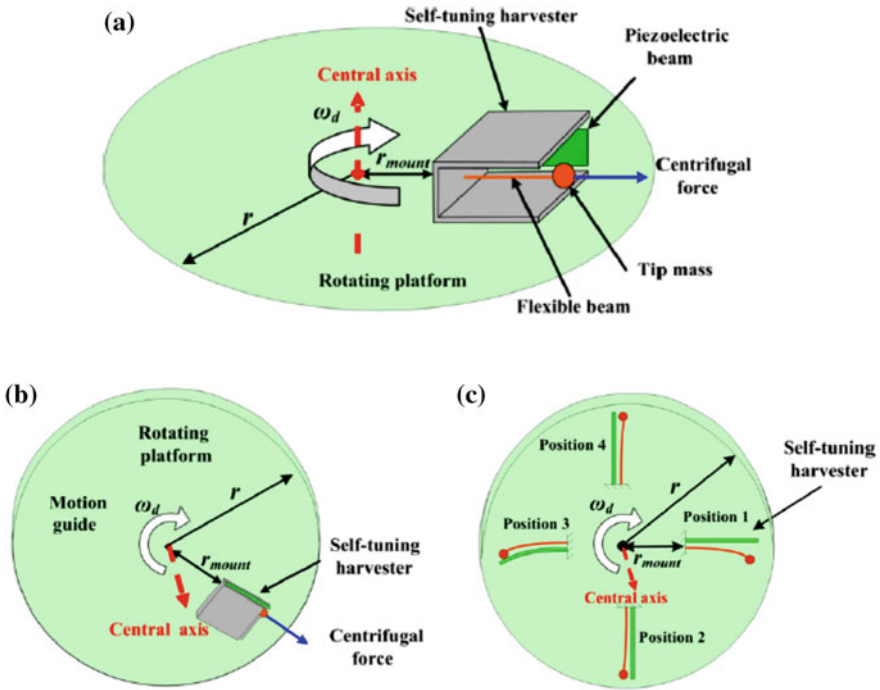 (a)
Self-tuning harvester
Piezoelectric
beam
Central axis
ω_d
r_mount
Centrifugal
force
r
Rotating platform
Tip mass
Flexible beam
(b)
Rotating
platform
Motion
guide
ω_d
r
r_mount
Self-tuning
harvester
Central axis
Centrifugal
force
(c)
Position 4
Self-tuning
harvester
ω_d
r
Position 3
Position 1
r_mount
Central axis
Position 2